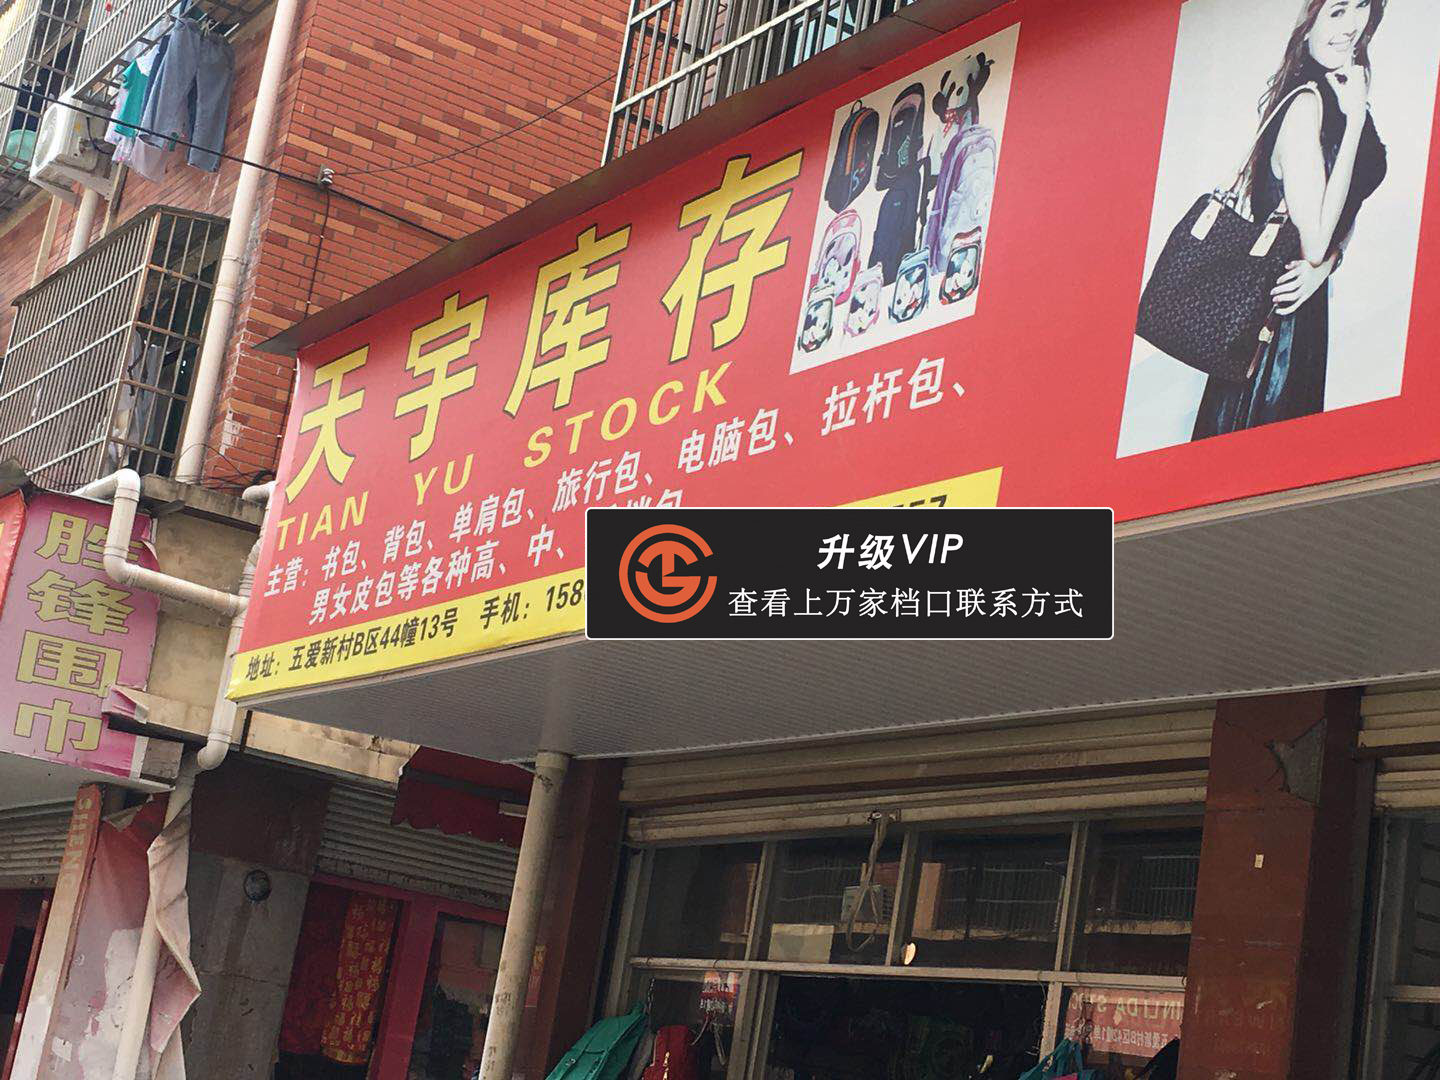 天宇库存
TIAN YU STOCK
主营：书包、背包、单肩包、旅行包、电脑包、拉杆包、
男女皮包等各种高、中、
地址：五爱新村B区44幢13号 手机：158
升级VIP
查看上万家档口联系方式
胜锋围巾
SHENG